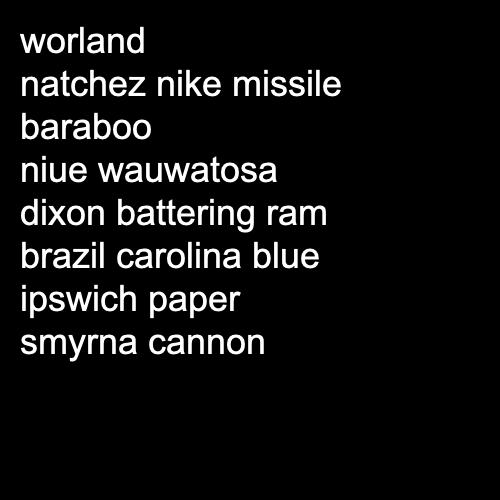 worland
natchez nike missile
baraboo
niue wauwatosa
dixon battering ram
brazil carolina blue
ipswich paper
smyrna cannon